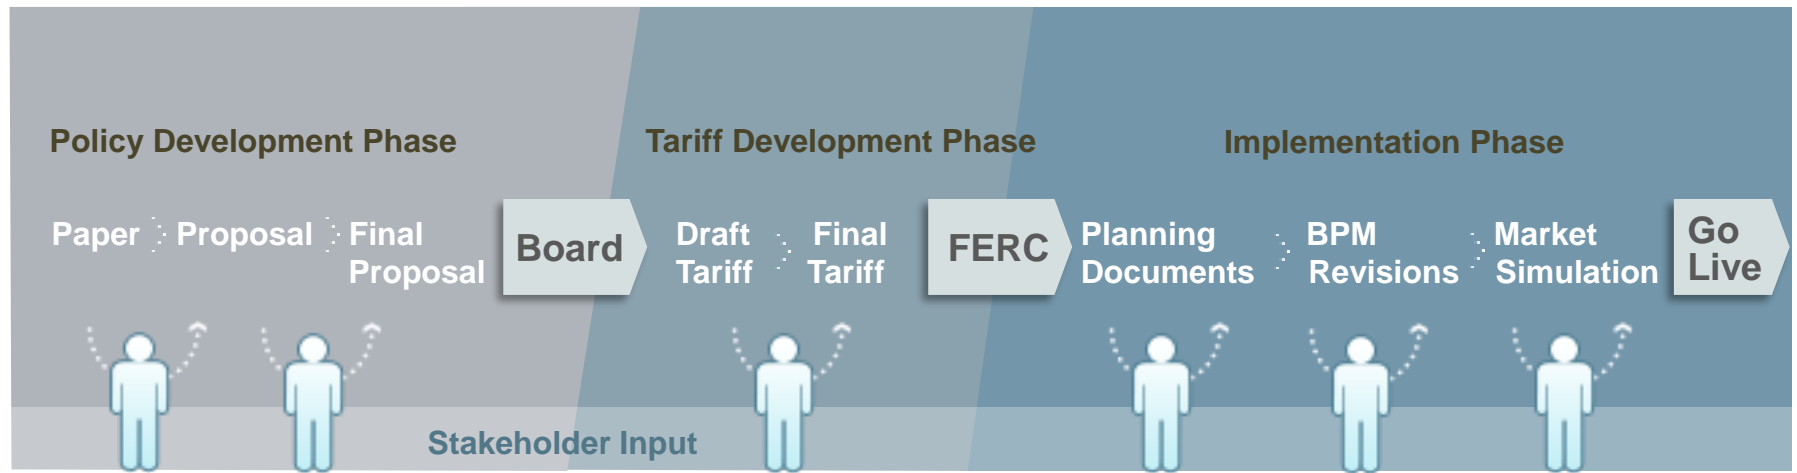 Policy Development Phase
Tariff Development Phase
Implementation Phase
Paper
Proposal
Final
Proposal
Board
Draft
Tariff
Final
Tariff
FERC
Planning
Documents
BPM
Revisions
Market
Simulation
Go
Live
Stakeholder Input